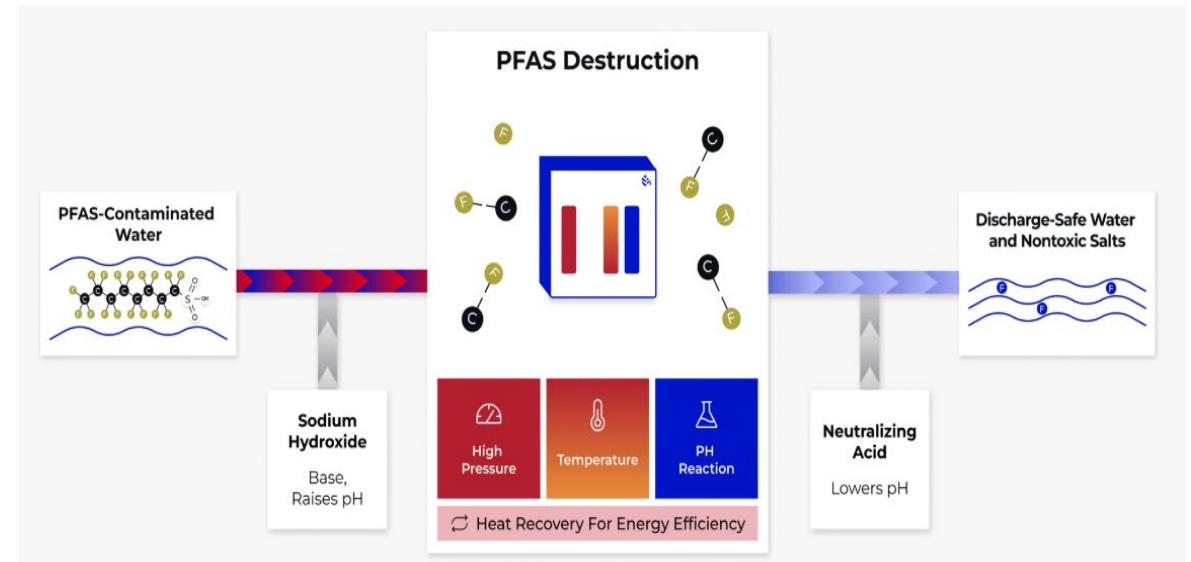 PFAS Destruction
F
C
F
F
C
F
F
C
C
F
C
F
PFAS-Contaminated
Water
F F F F F F F F
F C C C C C C C C S OH
O
O
F F F F F F F F
Sodium
Hydroxide
Base,
Raises pH
High
Pressure
Temperature
PH
Reaction
Heat Recovery For Energy Efficiency
Neutralizing
Acid
Lowers pH
Discharge-Safe Water
and Nontoxic Salts
F
F
F